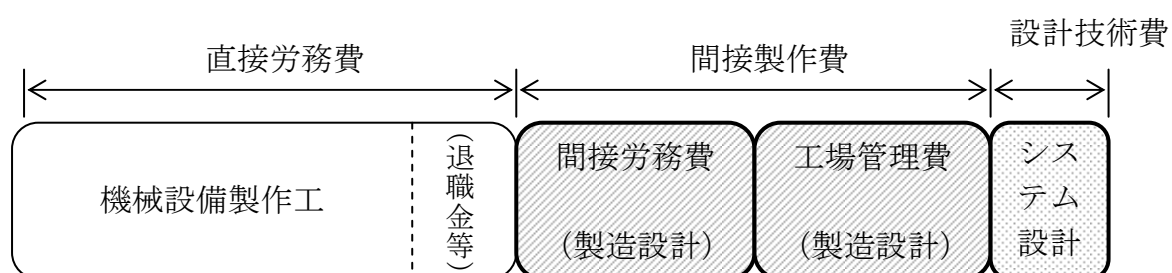 設計技術費
直接労務費
間接製作費
機械設備製作工
（退職金等）
間接労務費
（製造設計）
工場管理費
（製造設計）
シス
テム
設計